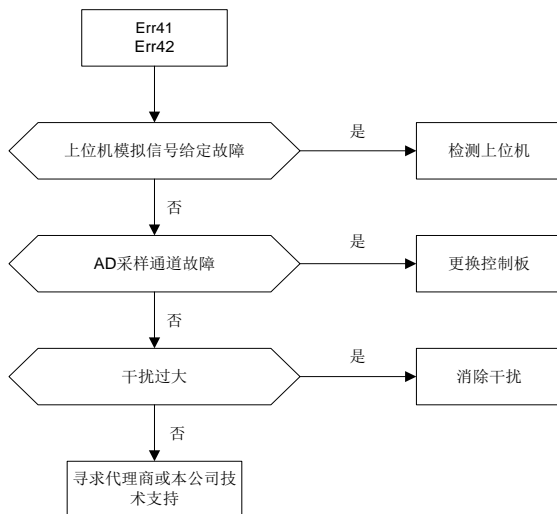 Err41
Err42
上位机模拟信号给定故障
是
检测上位机
否
AD采样通道故障
是
更换控制板
否
干扰过大
是
消除干扰
否
寻求代理商或本公司技
术支持